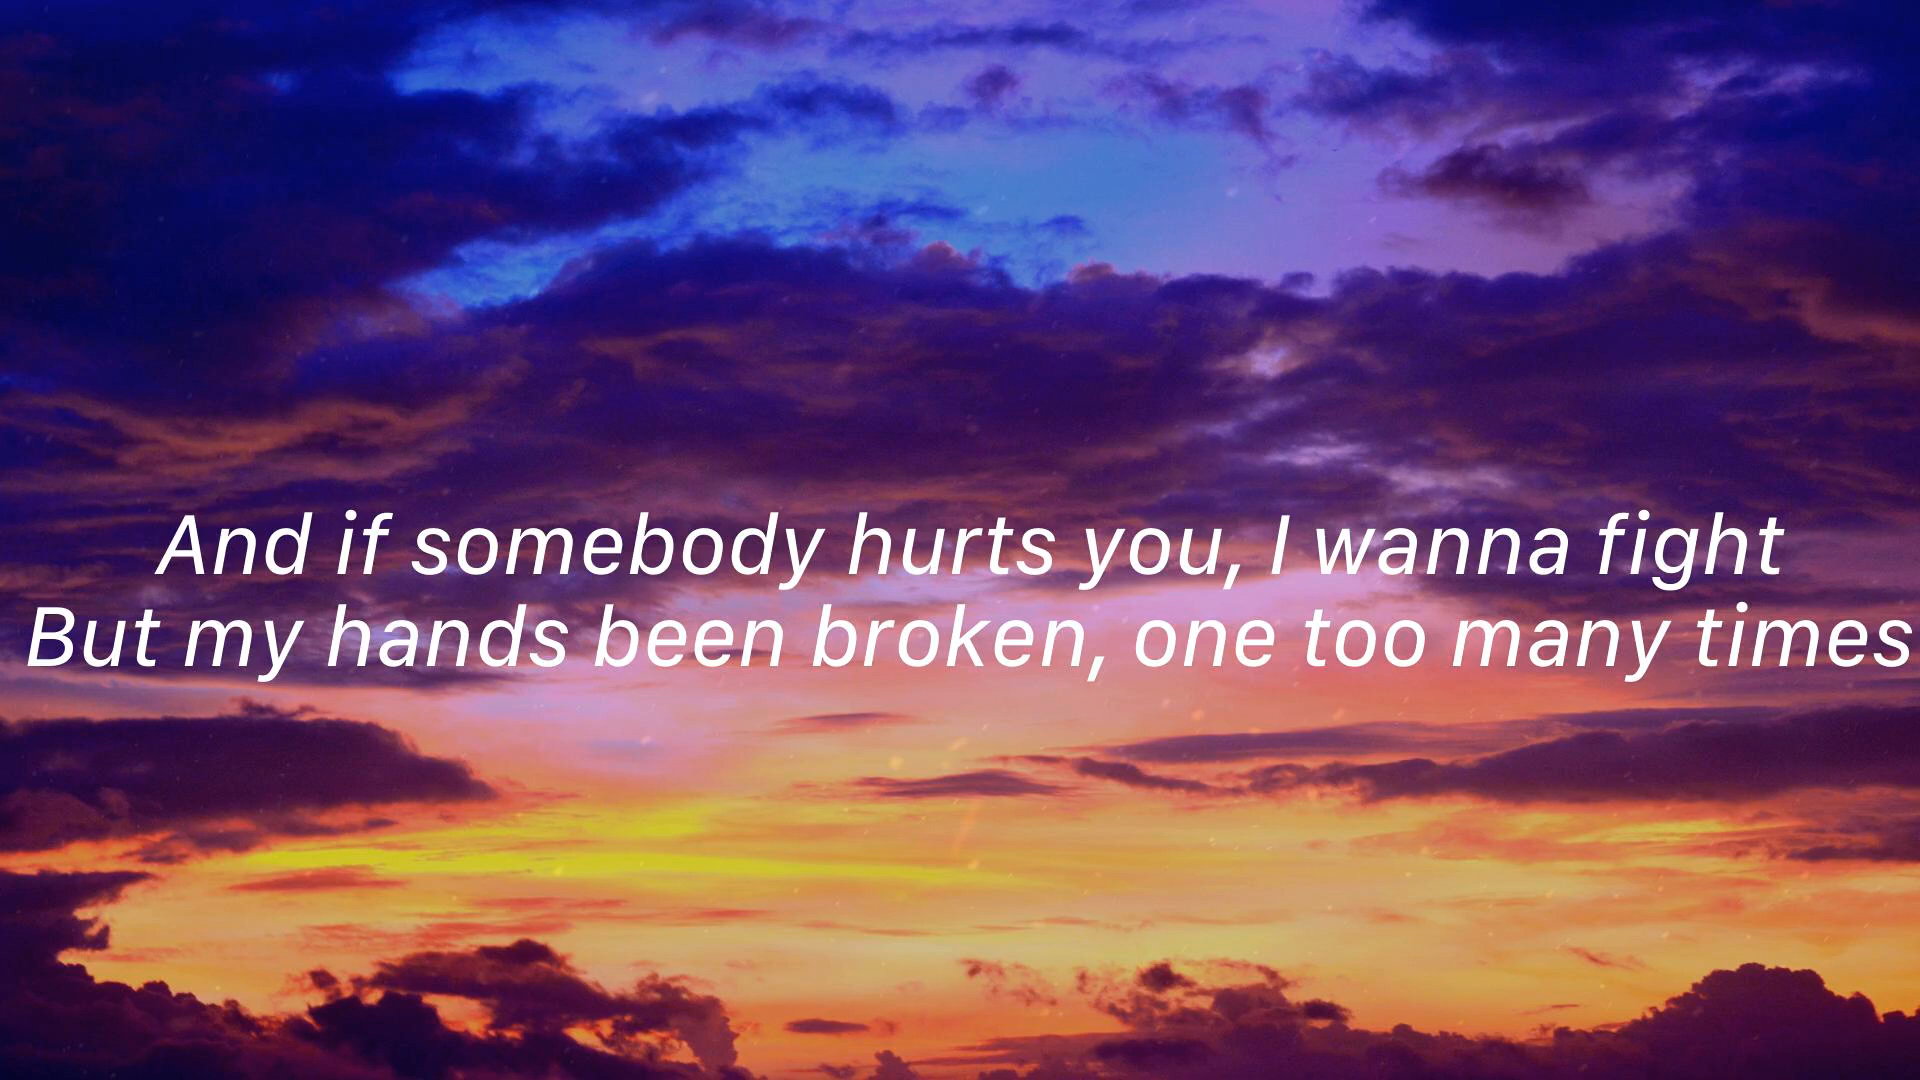 And if somebody hurts you, I wanna fight
But my hands been broken, one too many times